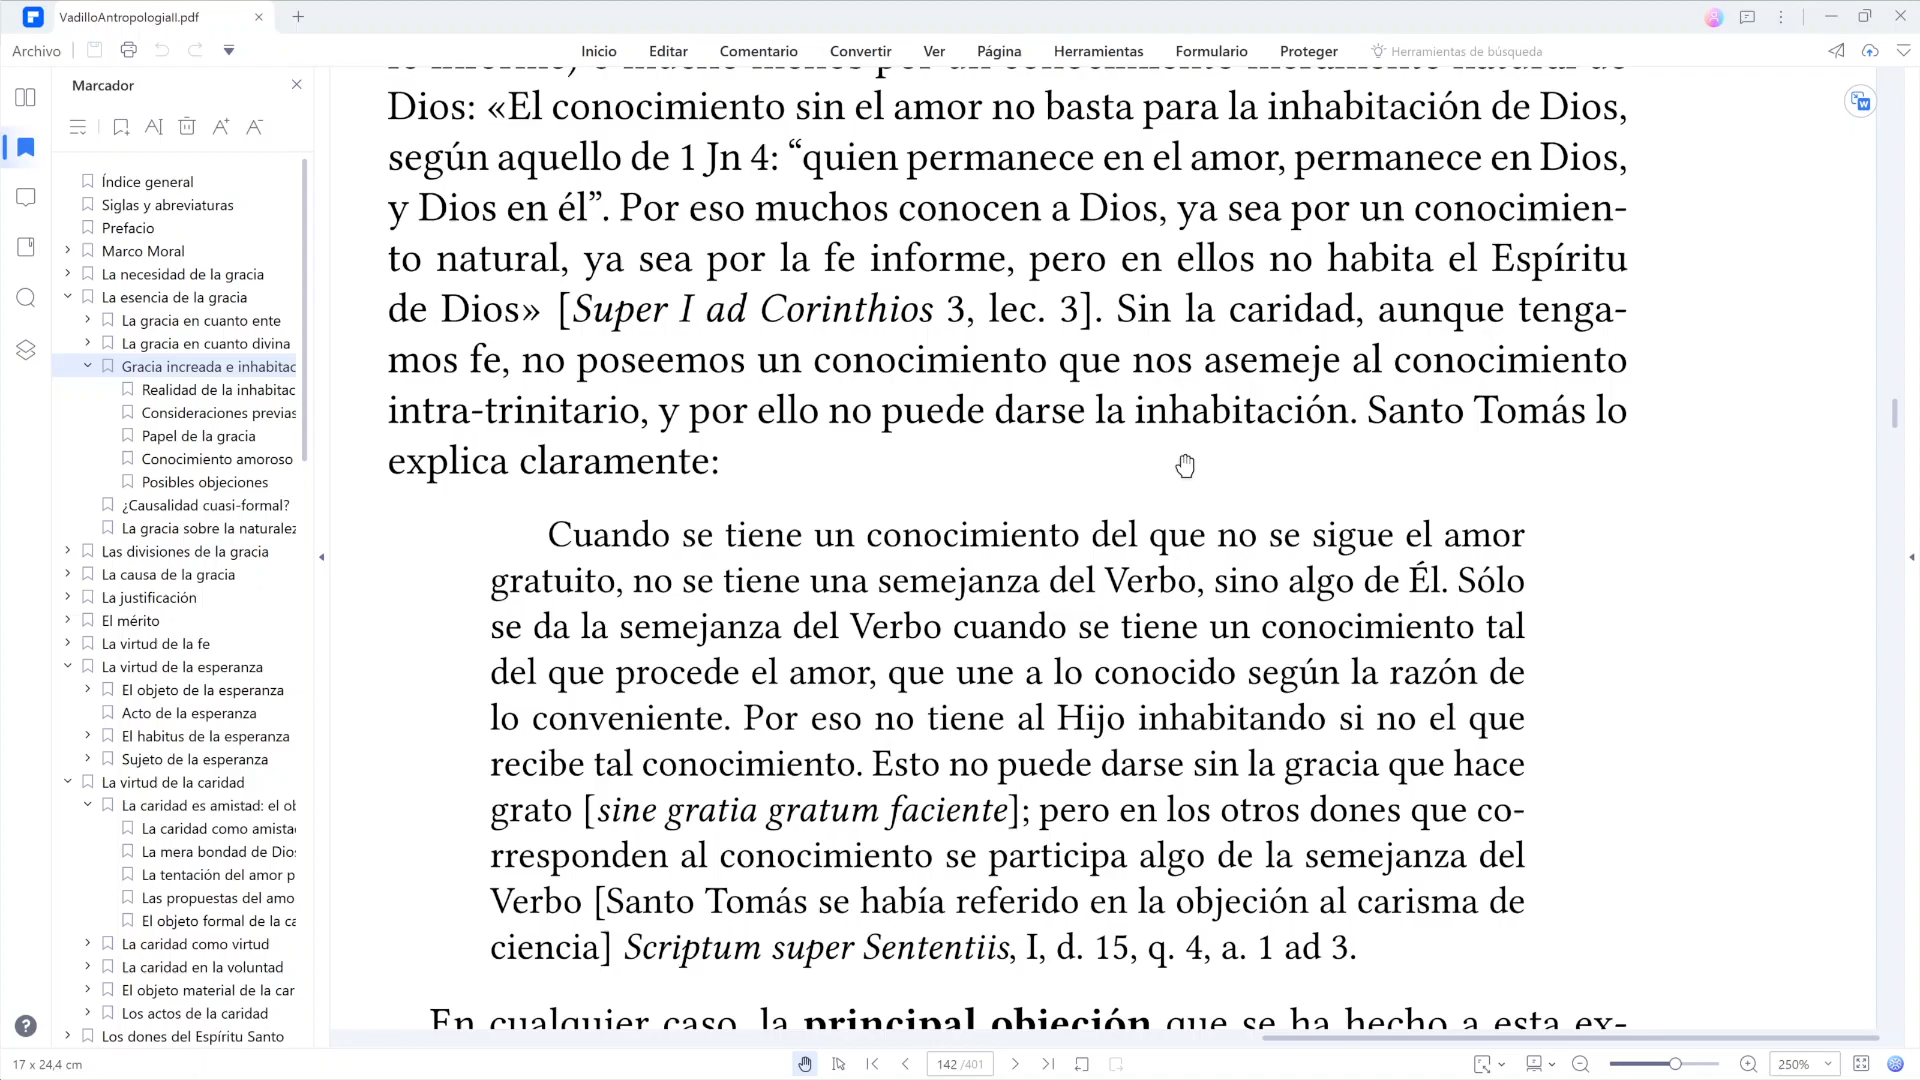 VadilloAntropologiaII.pdf
Archivo
Inicio
Editar
Comentario
Convertir
Ver
Página
Herramientas
Formulario
Proteger
Herramientas de búsqueda
Marcador
Índice general
Siglas y abreviaturas
Prefacio
Marco Moral
La necesidad de la gracia
La esencia de la gracia
La gracia en cuanto ente
La gracia en cuanto divina
Gracia increada e inhabitac
Realidad de la inhabitac
Consideraciones previas
Papel de la gracia
Conocimiento amoroso
Posibles objeciones
¿Causalidad cuasi-formal?
La gracia sobre la naturalez
Las divisiones de la gracia
La causa de la gracia
La justificación
El mérito
La virtud de la fe
La virtud de la esperanza
El objeto de la esperanza
Acto de la esperanza
El habitus de la esperanza
Sujeto de la esperanza
La virtud de la caridad
La caridad es amistad: el ob
La caridad como amistad
La mera bondad de Dios
La tentación del amor p
Las propuestas del amo
El objeto formal de la ca
La caridad como virtud
La caridad en la voluntad
El objeto material de la car
Los actos de la caridad
Los dones del Espíritu Santo
Dios: «El conocimiento sin el amor no basta para la inhabitación de Dios,
según aquello de 1 Jn 4: “quien permanece en el amor, permanece en Dios,
y Dios en él”. Por eso muchos conocen a Dios, ya sea por un conocimien-
to natural, ya sea por la fe informe, pero en ellos no habita el Espíritu
de Dios» [Super I ad Corinthios 3, lec. 3]. Sin la caridad, aunque tenga-
mos fe, no poseemos un conocimiento que nos asemeje al conocimiento
intra-trinitario, y por ello no puede darse la inhabitación. Santo Tomás lo
explica claramente:
Cuando se tiene un conocimiento del que no se sigue el amor
gratuito, no se tiene una semejanza del Verbo, sino algo de Él. Sólo
se da la semejanza del Verbo cuando se tiene un conocimiento tal
del que procede el amor, que une a lo conocido según la razón de
lo conveniente. Por eso no tiene al Hijo inhabitando si no el que
recibe tal conocimiento. Esto no puede darse sin la gracia que hace
grato [sine gratia gratum faciente]; pero en los otros dones que co-
rresponden al conocimiento se participa algo de la semejanza del
Verbo [Santo Tomás se había referido en la objeción al carisma de
ciencia] Scriptum super Sententiis, I, d. 15, q. 4, a. 1 ad 3.
En cualquier caso, la principal objeción que se ha hecho a esta ex-
17 x 24,4 cm
142 /401
250%